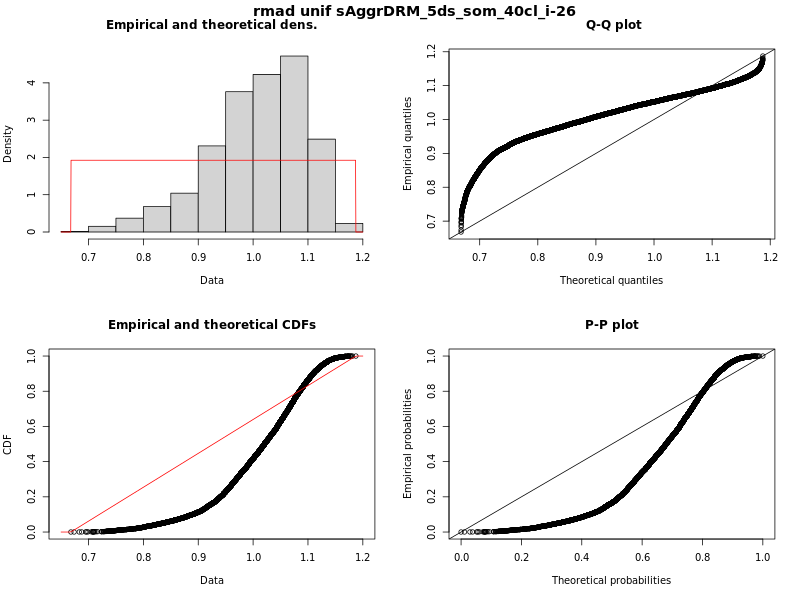 rmad unif sAggrDRM_5ds_som_40cl_i-26
Empirical and theoretical dens.
Density
0 1 2 3 4
0.7 0.8 0.9 1.0 1.1 1.2
Data
Q-Q plot
Empirical quantiles
0.7 0.8 0.9 1.0 1.1 1.2
0.7 0.8 0.9 1.0 1.1 1.2
Theoretical quantiles
Empirical and theoretical CDFs
CDF
0.0 0.2 0.4 0.6 0.8 1.0
0.7 0.8 0.9 1.0 1.1 1.2
Data
P-P plot
Empirical probabilities
0.0 0.2 0.4 0.6 0.8 1.0
0.0 0.2 0.4 0.6 0.8 1.0
Theoretical probabilities